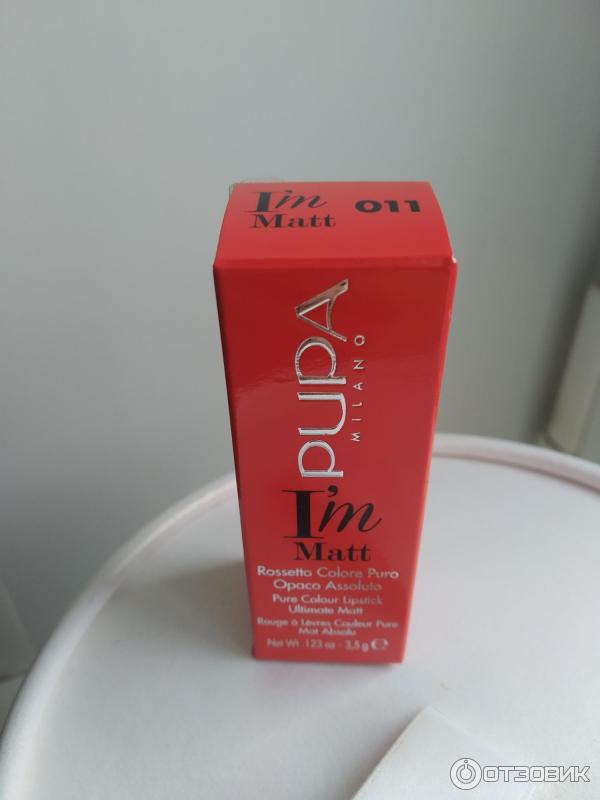 I'm
Matt
011
PUPA
MILANO
I'm
Matt
Rossetto Colore Puro
Opaco Assoluto
Pure Colour Lipstick
Ultimate Matt
Rouge à Lèvres Couleur Pure
Mat Absolu
Net Wt .123 oz - 3,5 g ℮
ОТЗОВИК